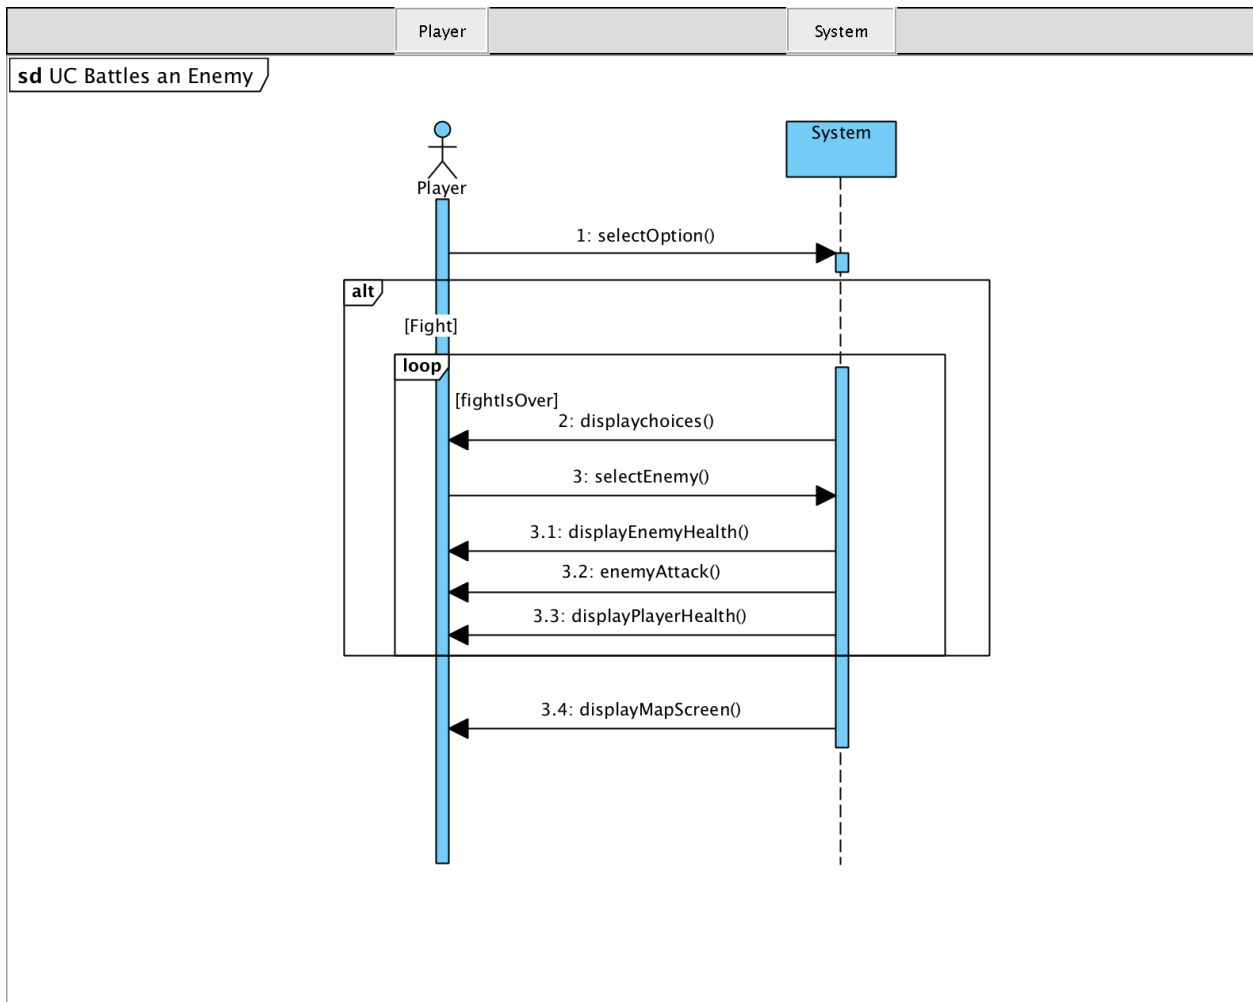 Player
System
sd UC Battles an Enemy
System
Player
1: selectOption()
alt
[Fight]
loop
[fightIsOver]
2: displaychoices()
3: selectEnemy()
3.1: displayEnemyHealth()
3.2: enemyAttack()
3.3: displayPlayerHealth()
3.4: displayMapScreen()